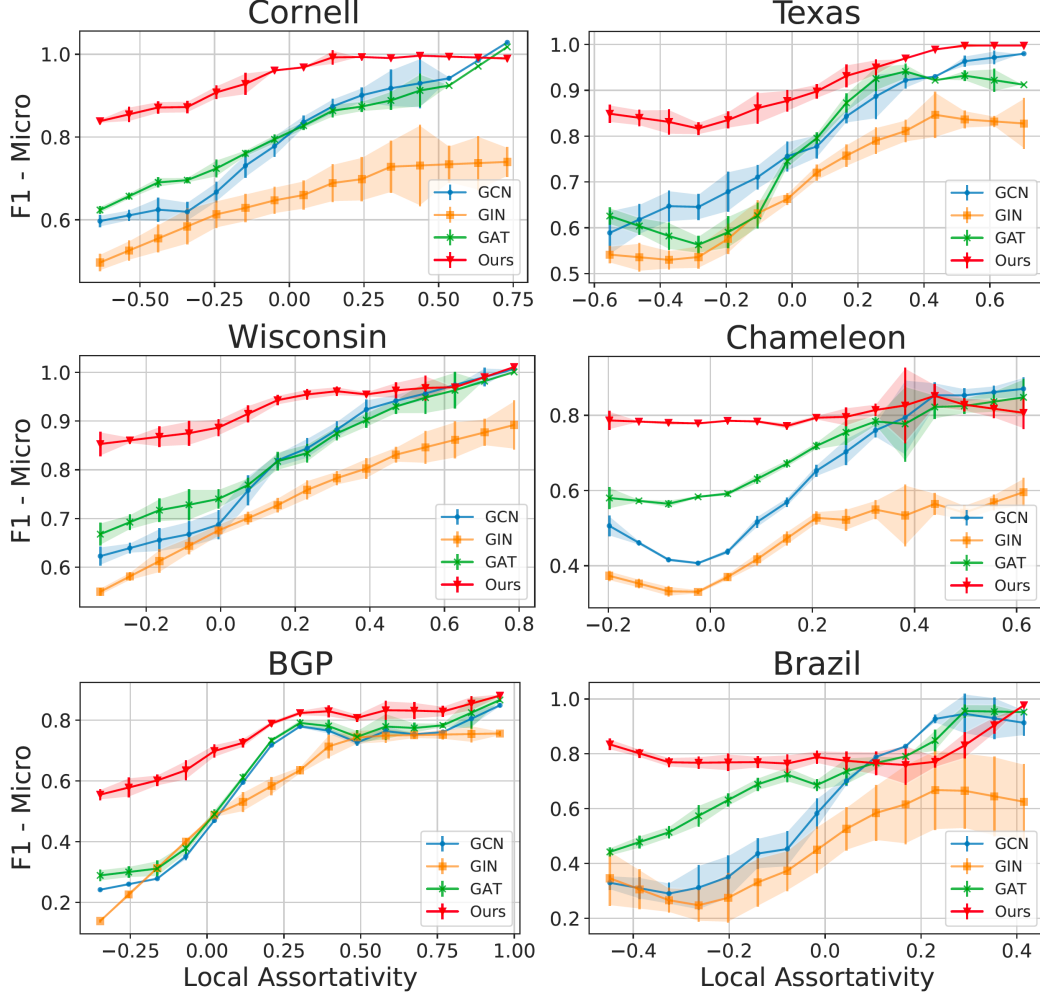 Cornell
F1 - Micro
1.0
0.8
0.6
−0.50 −0.25 0.00 0.25 0.50 0.75
GCN
GIN
GAT
Ours
Texas
1.0
0.9
0.8
0.7
0.6
0.5
−0.6 −0.4 −0.2 0.0 0.2 0.4 0.6
GCN
GIN
GAT
Ours
Wisconsin
F1 - Micro
1.0
0.9
0.8
0.7
0.6
−0.2 0.0 0.2 0.4 0.6 0.8
GCN
GIN
GAT
Ours
Chameleon
0.8
0.6
0.4
−0.2 0.0 0.2 0.4 0.6
GCN
GIN
GAT
Ours
BGP
F1 - Micro
0.8
0.6
0.4
0.2
−0.25 0.00 0.25 0.50 0.75 1.00
Local Assortativity
GCN
GIN
GAT
Ours
Brazil
1.0
0.8
0.6
0.4
0.2
−0.4 −0.2 0.0 0.2 0.4
Local Assortativity
GCN
GIN
GAT
Ours